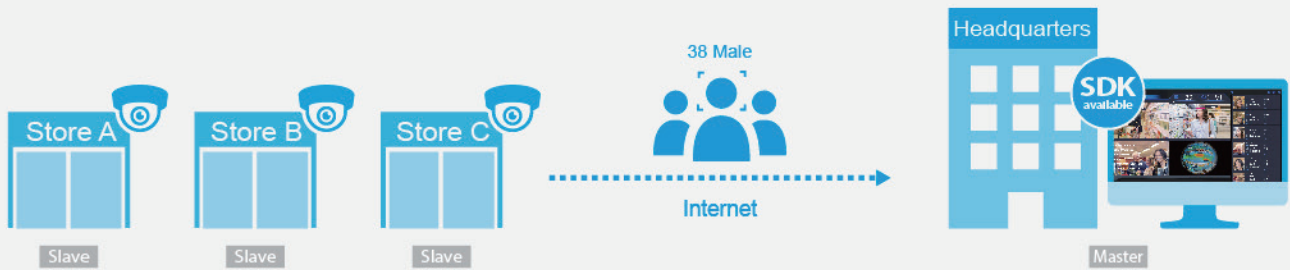 Headquarters
38 Male
SDK
available
Store A
Store B
Store C
Internet
Slave
Slave
Slave
Master